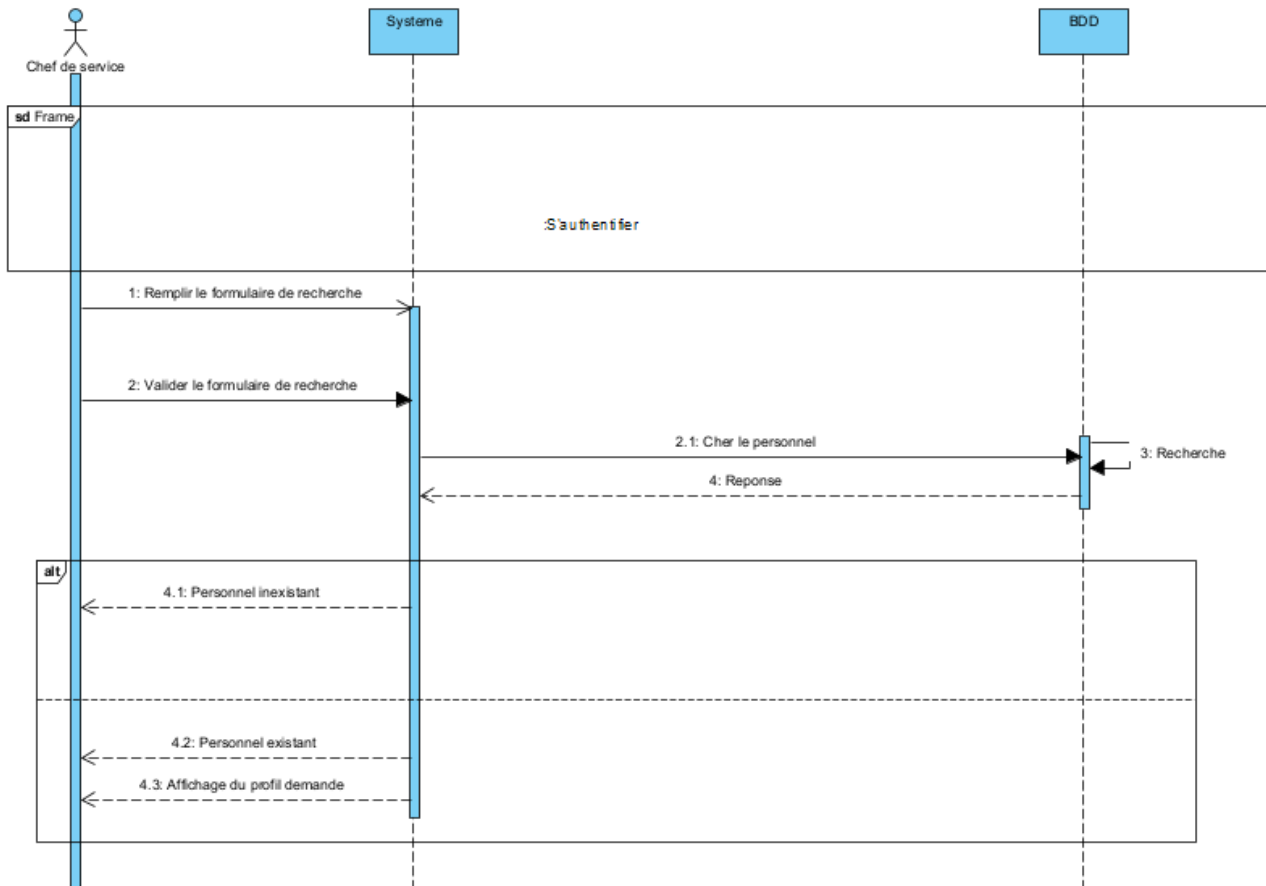 Systeme
BDD
Chef de service
sd Frame
:S'authentifier
1: Remplir le formulaire de recherche
2: Valider le formulaire de recherche
2.1: Cher le personnel
3: Recherche
4: Reponse
alt
4.1: Personnel inexistant
4.2: Personnel existant
4.3: Affichage du profil demande